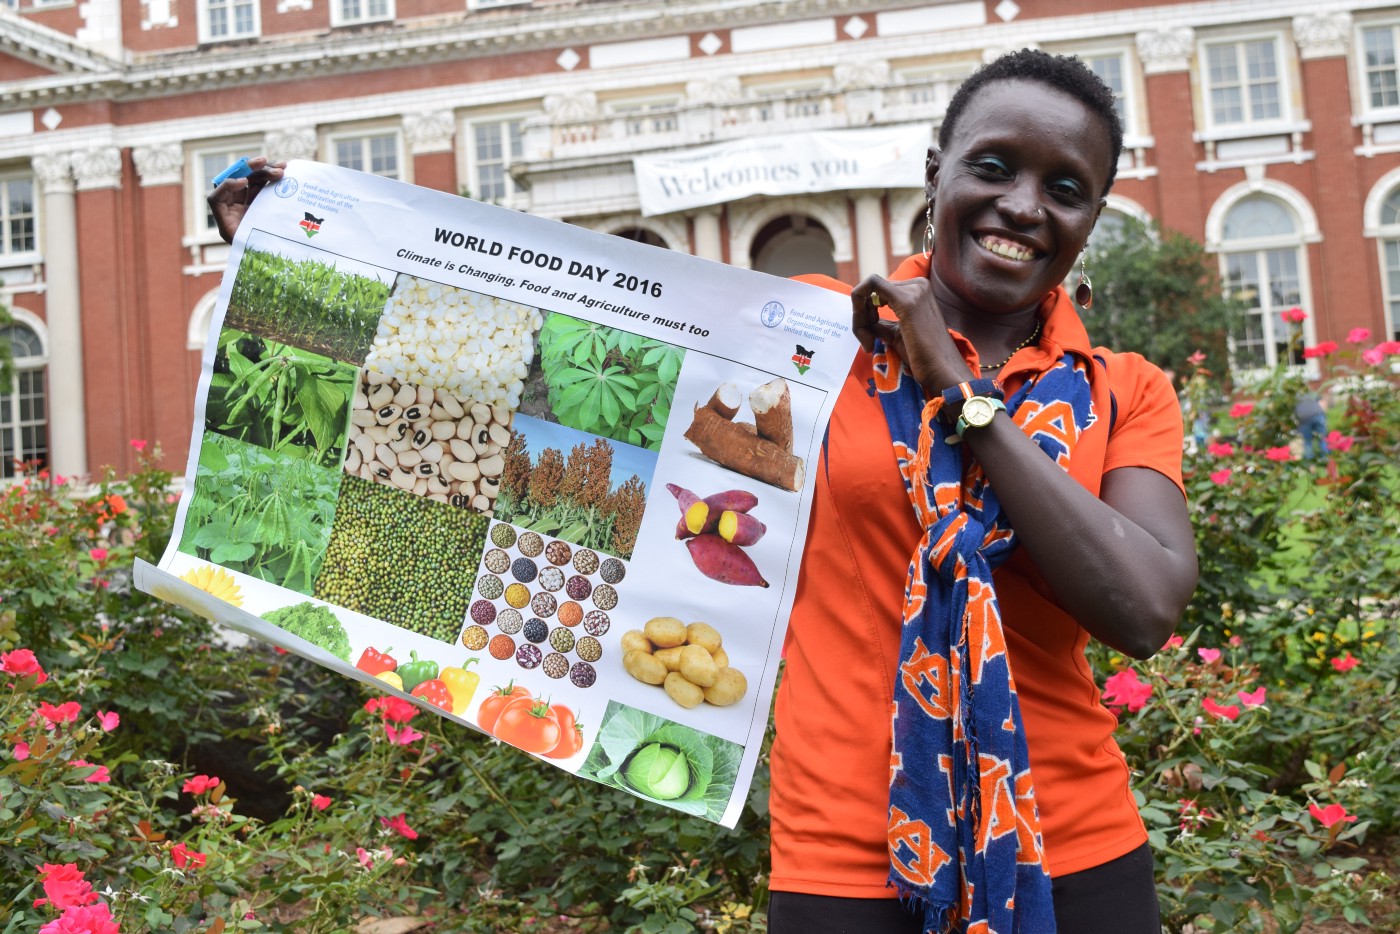 Welcomes you
Food and Agriculture
Organization of the
United Nations
WORLD FOOD DAY 2016
Climate is Changing. Food and Agriculture must too
Food and Agriculture
Organization of the
United Nations